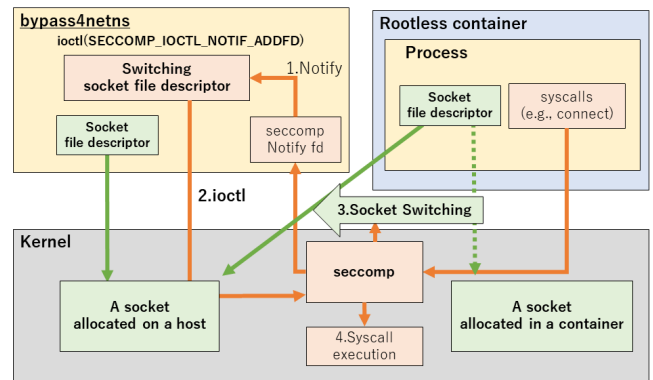 bypass4netns
ioctl(SECCOMP_IOCTL_NOTIF_ADDFD)
Switching
socket file descriptor
1.Notify
Socket
file descriptor
seccomp
Notify fd
2.ioctl
Rootless container
Process
Socket
file descriptor
syscalls
(e.g., connect)
3.Socket Switching
Kernel
seccomp
A socket
allocated on a host
4.Syscall
execution
A socket
allocated in a container